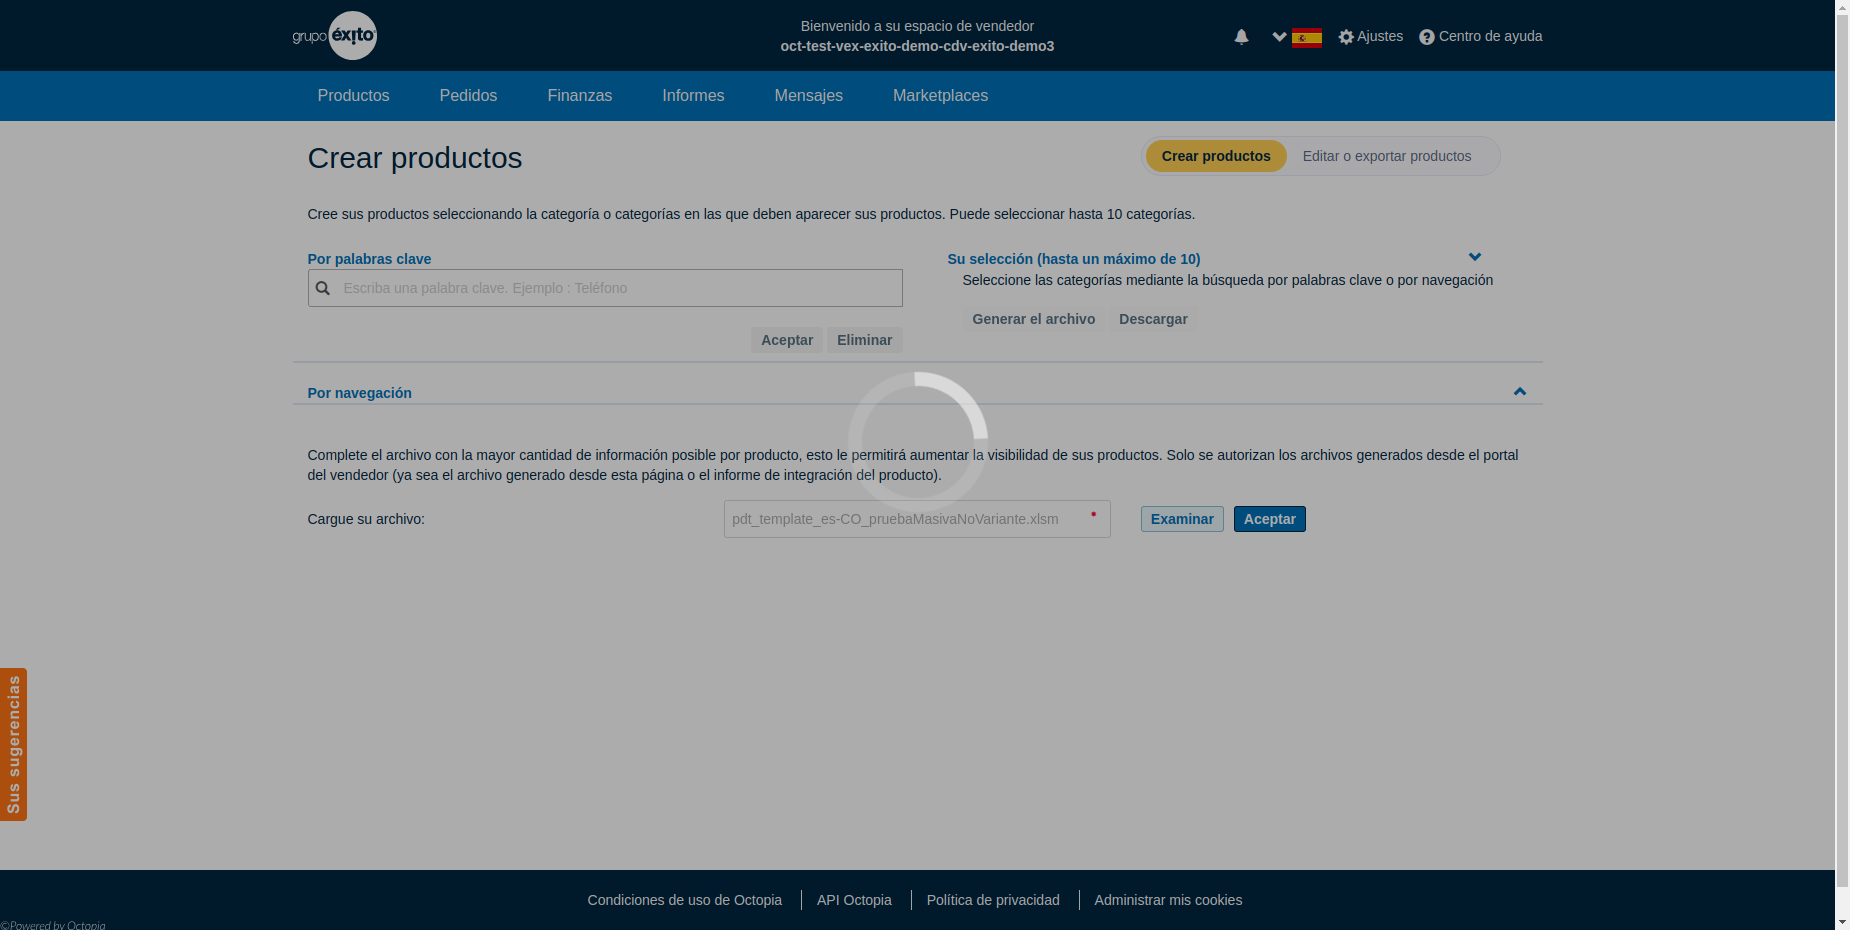 grupo éxito
Bienvenido a su espacio de vendedor
oct-test-vex-exito-demo-cdv-exito-demo3
Ajustes
Centro de ayuda
Productos
Pedidos
Finanzas
Informes
Mensajes
Marketplaces
Crear productos
Crear productos
Editar o exportar productos
Cree sus productos seleccionando la categoría o categorías en las que deben aparecer sus productos. Puede seleccionar hasta 10 categorías.
Por palabras clave
Escriba una palabra clave. Ejemplo : Teléfono
Aceptar
Eliminar
Su selección (hasta un máximo de 10)
Seleccione las categorías mediante la búsqueda por palabras clave o por navegación
Generar el archivo
Descargar
Por navegación
Complete el archivo con la mayor cantidad de información posible por producto, esto le permitirá aumentar la visibilidad de sus productos. Solo se autorizan los archivos generados desde el portal
del vendedor (ya sea el archivo generado desde esta página o el informe de integración del producto).
Cargue su archivo:
pdt_template_es-CO_pruebaMasivaNoVariante.xlsm
*
Examinar
Aceptar
Sus sugerencias
Condiciones de uso de Octopia
API Octopia
Política de privacidad
Administrar mis cookies
©Powered by Octopia